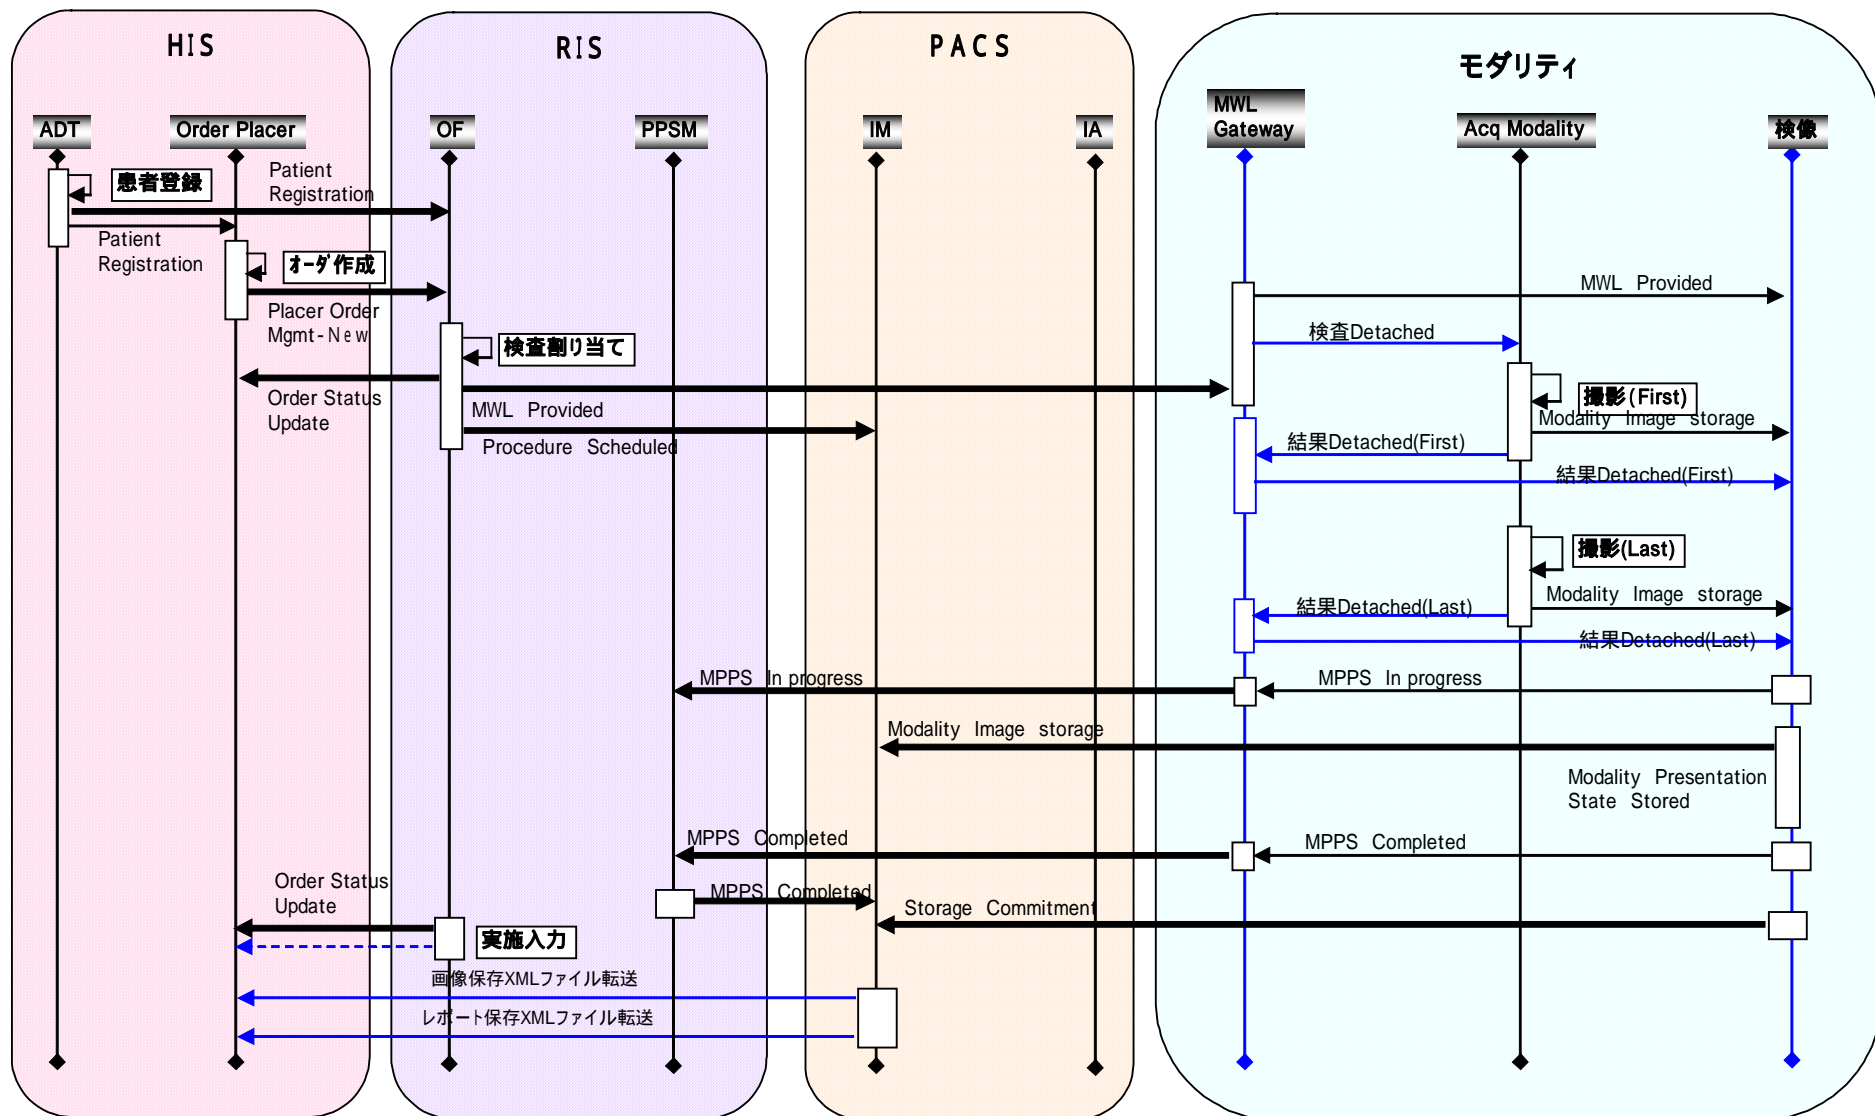 HIS
RIS
PACS
モダリティ
ADT
Order Placer
OF
PPSM
IM
IA
MWL
Gateway
Acq Modality
検像
患者登録
Patient
Registration
Patient
Registration
オーダ作成
Placer Order
Mgmt-New
検査割り当て
Order Status
Update
MWL Provided
Procedure Scheduled
MWL Provided
検査Detached
撮影(First)
Modality Image storage
結果Detached(First)
結果Detached(First)
撮影(Last)
Modality Image storage
結果Detached(Last)
結果Detached(Last)
MPPS In progress
MPPS In progress
Modality Image storage
Modality Presentation
State Stored
MPPS Completed
MPPS Completed
MPPS Completed
Order Status
Update
Storage Commitment
実施入力
画像保存XMLファイル転送
レポート保存XMLファイル転送